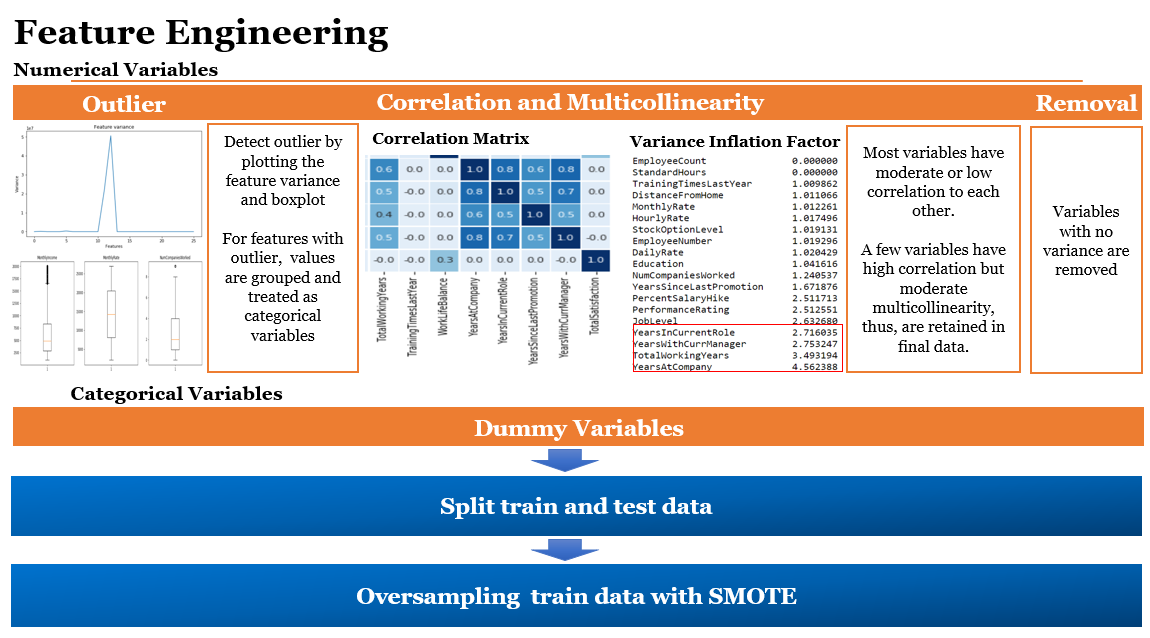 Feature Engineering
Numerical Variables
Outlier
Correlation and Multicollinearity
Removal
Feature variance
1e7
Variance
5
4
3
2
1
0
0 5 10 15 20 25
Features
MonthlyIncome
MonthlyRate
NumCompaniesWorked
Detect outlier by
plotting the
feature variance
and boxplot
For features with
outlier, values
are grouped and
treated as
categorical
variables
Correlation Matrix
0.6 0.0 0.0 1.0 0.8 0.6 0.8 0.0
0.5 -0.0 0.0 0.8 1.0 0.5 0.7 0.0
0.4 -0.0 0.0 0.6 0.5 1.0 0.5 0.0
0.5 -0.0 0.0 0.8 0.7 0.5 1.0 -0.0
-0.0 -0.0 0.3 0.0 0.0 0.0 -0.0 1.0
TotalWorkingYears
TrainingTimesLastYear
WorkLifeBalance
YearsAtCompany
YearsInCurrentRole
YearsSinceLastPromotion
YearsWithCurrManager
TotalSatisfaction
Variance Inflation Factor
EmployeeCount 0.000000
StandardHours 0.000000
TrainingTimesLastYear 1.009862
DistanceFromHome 1.011066
MonthlyRate 1.012261
HourlyRate 1.017496
StockOptionLevel 1.019131
EmployeeNumber 1.019296
DailyRate 1.020429
Education 1.041616
NumCompaniesWorked 1.240537
YearsSinceLastPromotion 1.671876
PercentSalaryHike 2.511713
PerformanceRating 2.512551
JobLevel 2.632680
YearsInCurrentRole 2.716035
YearsWithCurrManager 2.753247
TotalWorkingYears 3.493194
YearsAtCompany 4.562388
Most variables have
moderate or low
correlation to each
other.
A few variables have
high correlation but
moderate
multicollinearity,
thus, are retained in
final data.
Variables
with no
variance are
removed
Categorical Variables
Dummy Variables
Split train and test data
Oversampling train data with SMOTE